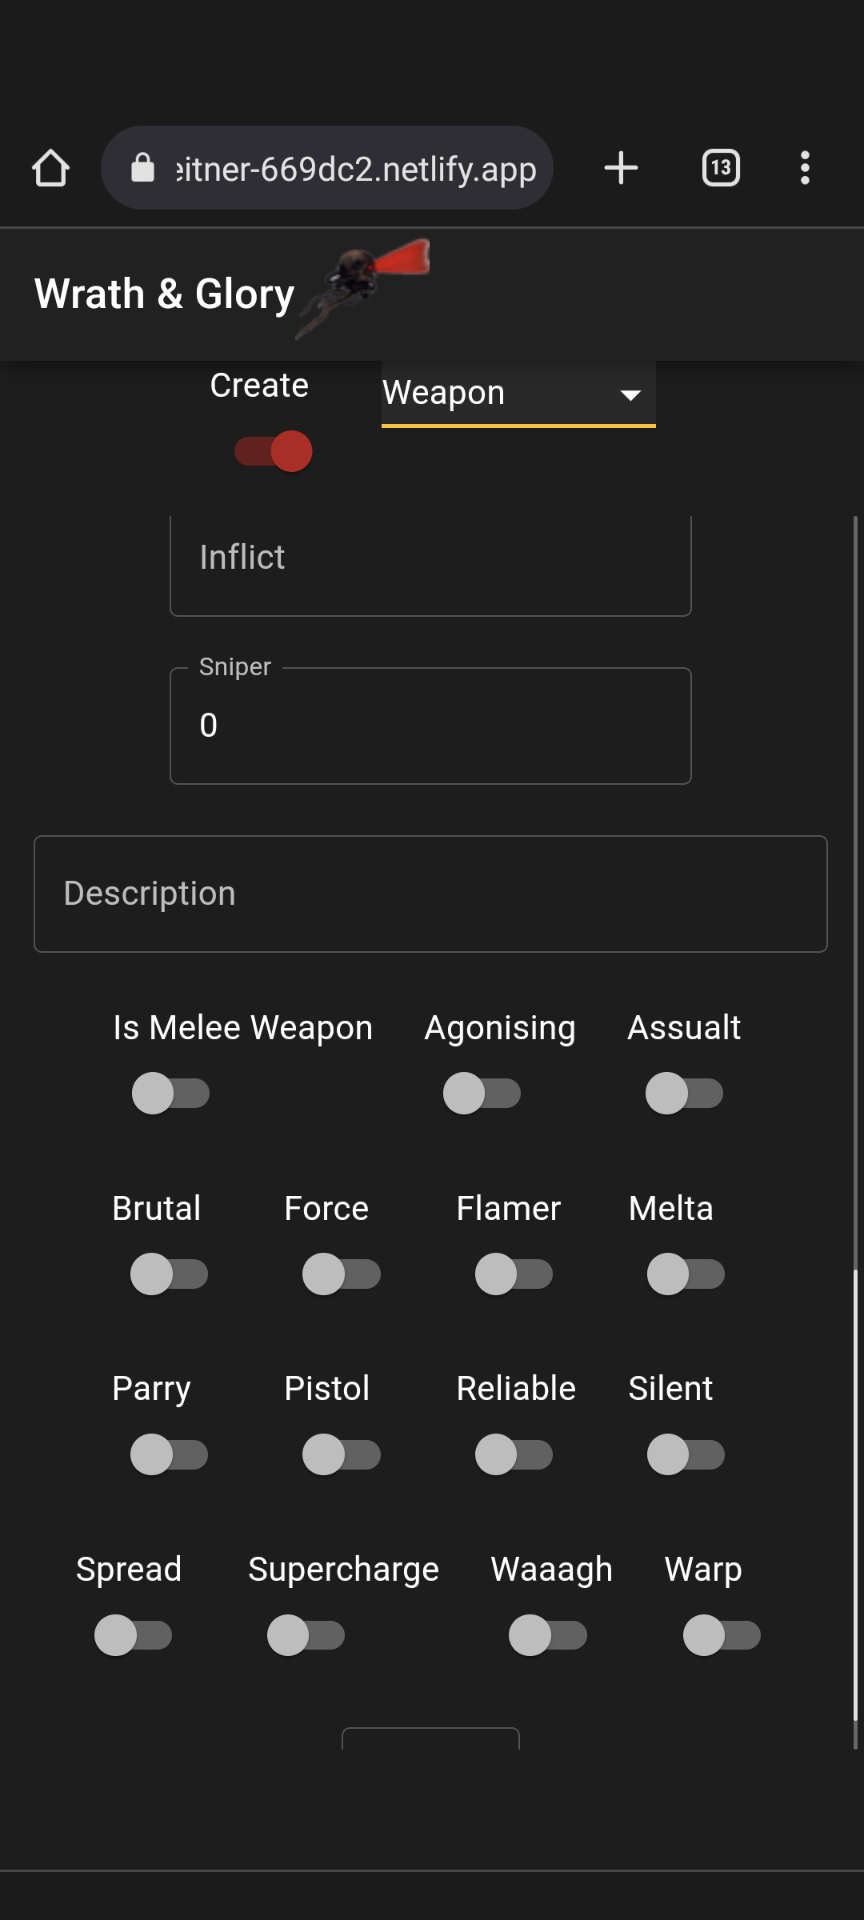 eitner-669dc2.netlify.app
13
Wrath & Glory
Create
Weapon
Inflict
Sniper
0
Description
Is Melee Weapon Agonising Assualt
Brutal Force Flamer Melta
Parry Pistol Reliable Silent
Spread Supercharge Waaagh Warp